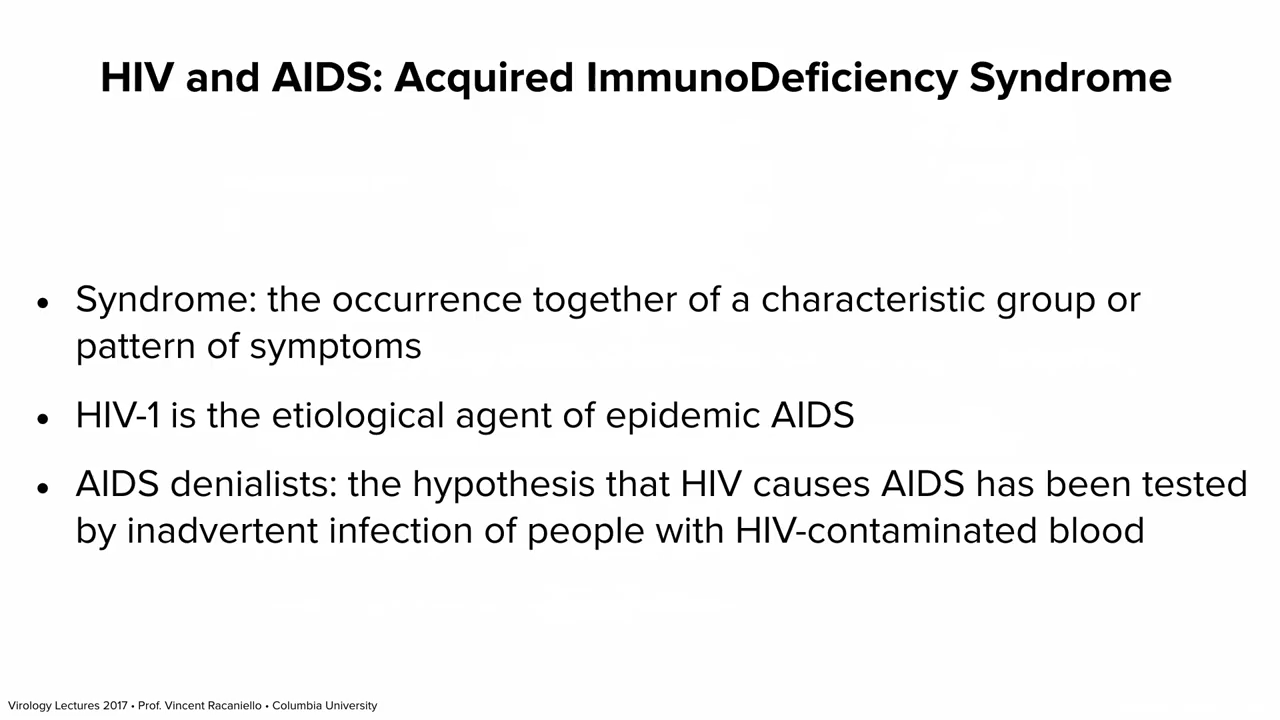 HIV and AIDS: Acquired ImmunoDeficiency Syndrome
• Syndrome: the occurrence together of a characteristic group or
pattern of symptoms
• HIV-1 is the etiological agent of epidemic AIDS
• AIDS denialists: the hypothesis that HIV causes AIDS has been tested
by inadvertent infection of people with HIV-contaminated blood
Virology Lectures 2017 • Prof. Vincent Racaniello • Columbia University